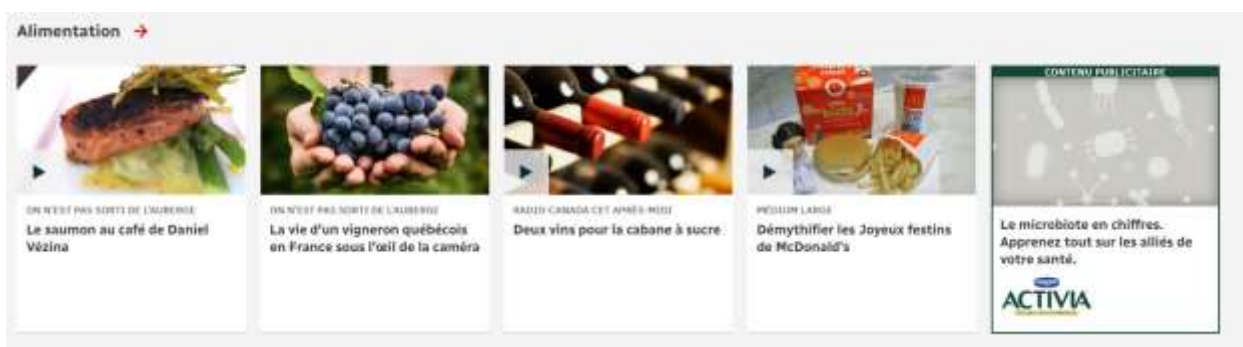 Alimentation →
ON N'EST PAS SORTI DE L'AUBERGE
Le saumon au café de Daniel
Vézina
ON N'EST PAS SORTI DE L'AUBERGE
La vie d'un vigneron québécois
en France sous l'œil de la caméra
RADIO-CANADA CET APRÈS-MIDI
Deux vins pour la cabane à sucre
MÉDIUM LARGE
Démythifier les Joyeux festins
de McDonald's
CONTENU PUBLICITAIRE
Le microbiote en chiffres.
Apprenez tout sur les alliés de
votre santé.
ACTIVIA